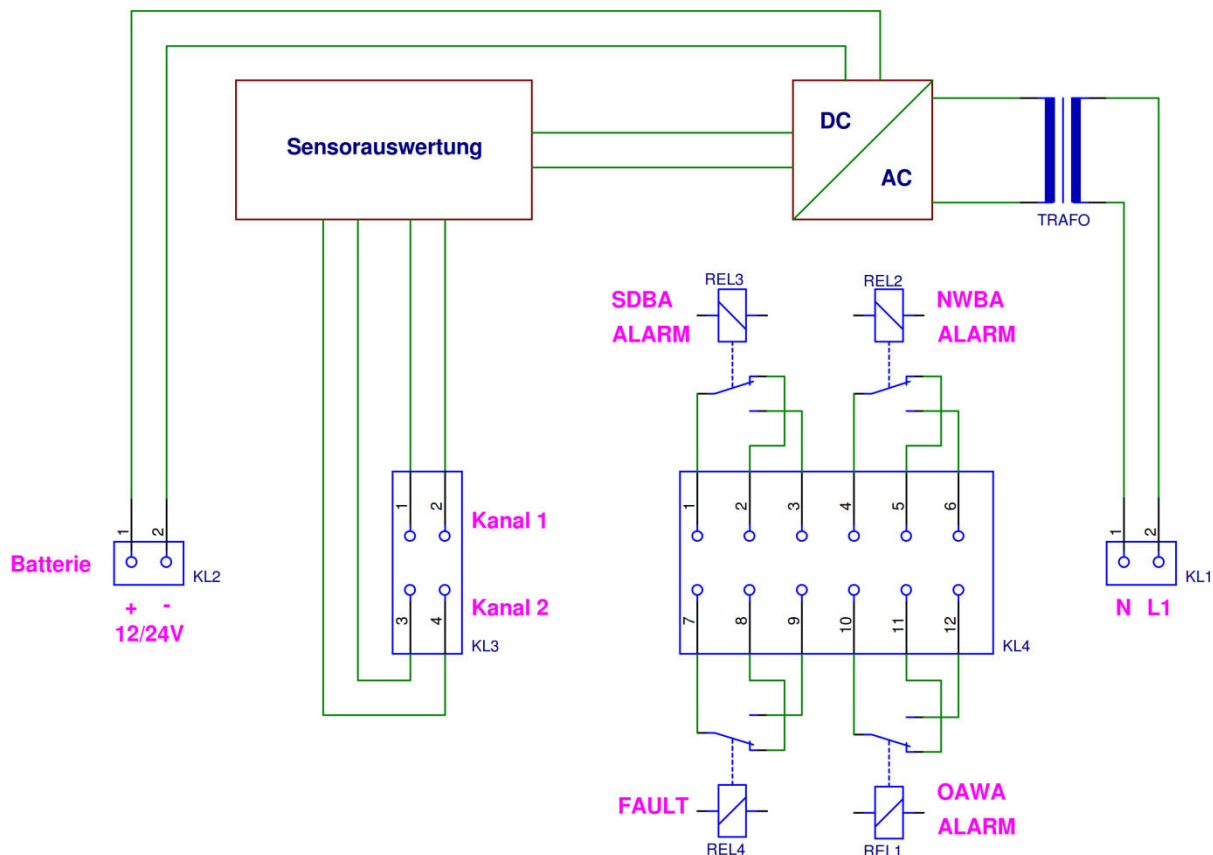 Sensorauswertung
DC
AC
TRAFO
REL3
REL2
SDBA
ALARM
NWBA
ALARM
1
2
Kanal 1
Kanal 2
3
4
KL3
1
2
3
4
5
6
7
8
9
10
11
12
KL4
Batterie
1
2
KL2
+ -
12/24V
1
2
KL1
N L1
FAULT
REL4
OAWA
ALARM
REL1